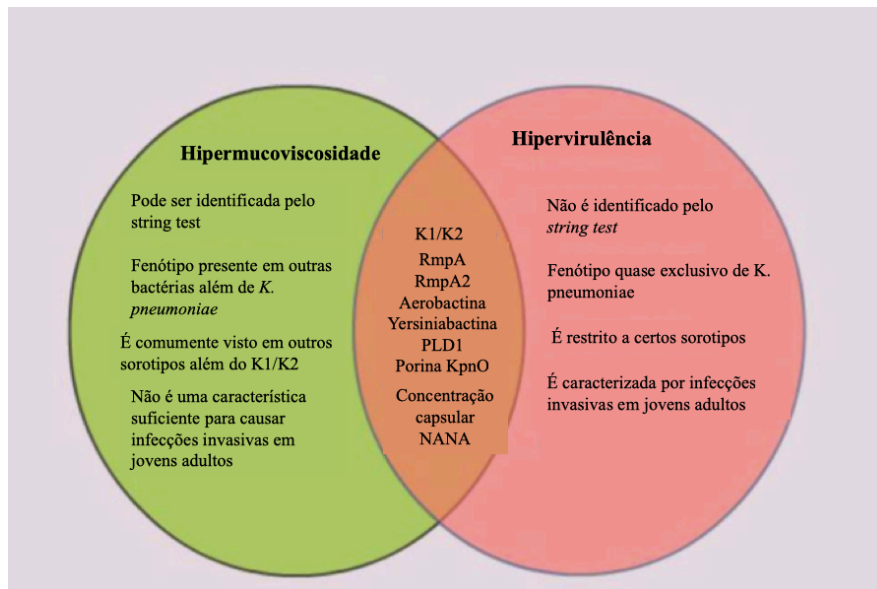 Hipermucoviscosidade
Pode ser identificada pelo
string test
Fenótipo presente em outras
bactérias além de K.
pneumoniae
É comumente visto em outros
sorotipos além do K1/K2
Não é uma característica
suficiente para causar
infecções invasivas em
jovens adultos
K1/K2
RmpA
RmpA2
Aerobactina
Yersiniabactina
PLD1
Porina KpnO
Concentração
capsular
NANA
Hipervirulência
Não é identificado pelo
string test
Fenótipo quase exclusivo de K.
pneumoniae
É restrito a certos sorotipos
É caracterizada por infecções
invasivas em jovens adultos